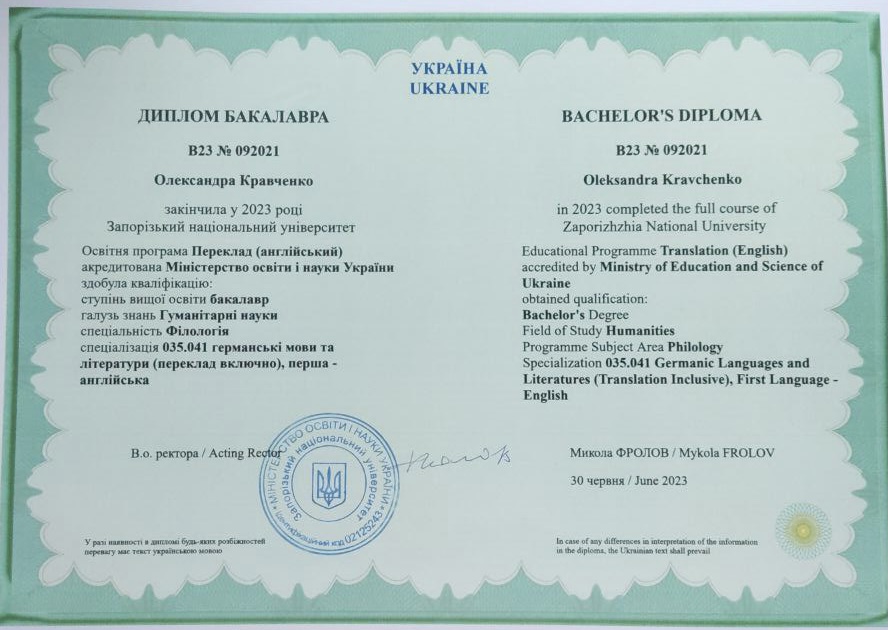 УКРАЇНА
UKRAINE
ДИПЛОМ БАКАЛАВРА
В23 № 092021
Олександра Кравченко
закінчила у 2023 році
Запорізький національний університет
Освітня програма Переклад (англійський)
акредитована Міністерство освіти і науки України
здобула кваліфікацію:
ступінь вищої освіти бакалавр
галузь знань Гуманітарні науки
спеціальність Філологія
спеціалізація 035.041 германські мови та
літератури (переклад включно), перша -
англійська
BACHELOR'S DIPLOMA
B23 № 092021
Oleksandra Kravchenko
in 2023 completed the full course of
Zaporizhzhia National University
Educational Programme Translation (English)
accredited by Ministry of Education and Science of
Ukraine
obtained qualification:
Bachelor's Degree
Field of Study Humanities
Programme Subject Area Philology
Specialization 035.041 Germanic Languages and
Literatures (Translation Inclusive), First Language -
English
В.о. ректора / Acting Rector
МІНІСТЕРСТВО ОСВІТИ І НАУКИ УКРАЇНИ
Запорізький національний університет
Ідентифікаційний код 02125243
Микола ФРОЛОВ / Mykola FROLOV
30 червня / June 2023
У разі наявності в дипломі будь-яких розбіжностей
перевагу має текст українською мовою
In case of any differences in interpretation of the information
in the diploma, the Ukrainian text shall prevail